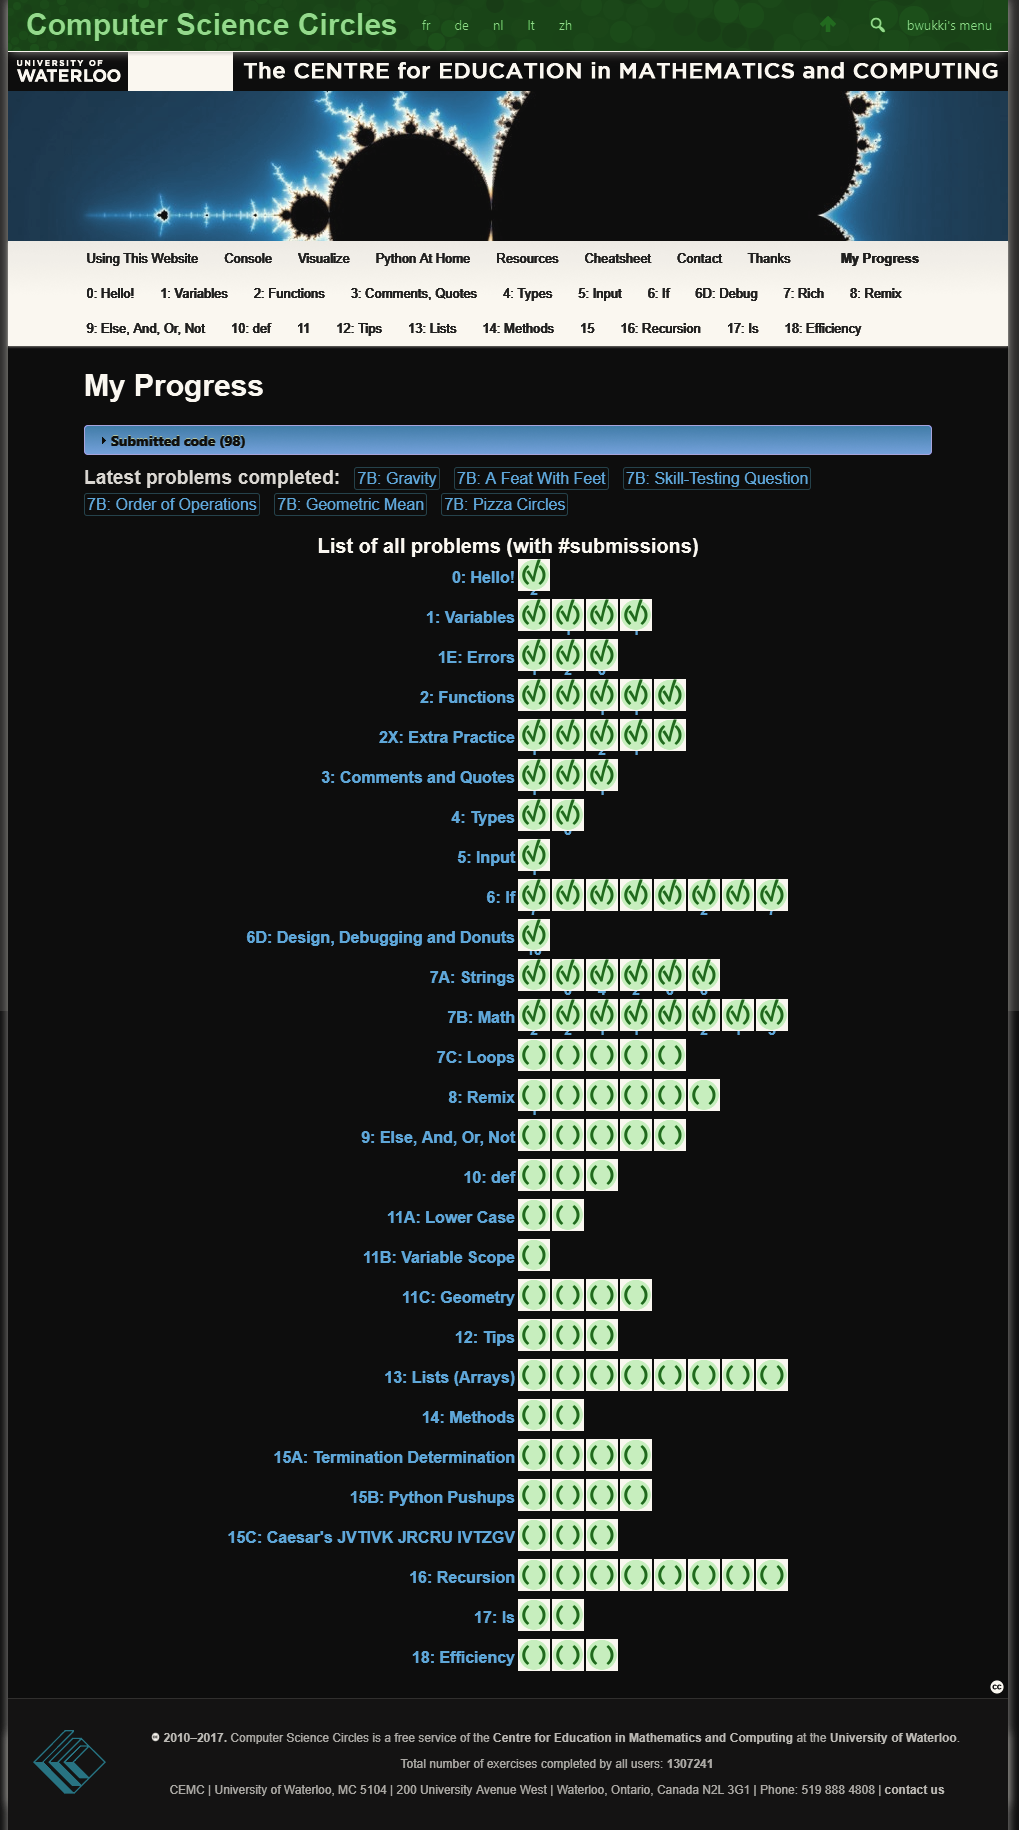 Computer Science Circles fr de nl lt zh bwukki's menu
UNIVERSITY OF
WATERLOO
The CENTRE for EDUCATION in MATHEMATICS and COMPUTING
Using This Website Console Visualize Python At Home Resources Cheatsheet Contact Thanks My Progress
0: Hello! 1: Variables 2: Functions 3: Comments, Quotes 4: Types 5: Input 6: If 6D: Debug 7: Rich 8: Remix
9: Else, And, Or, Not 10: def 11 12: Tips 13: Lists 14: Methods 15 16: Recursion 17: Is 18: Efficiency
My Progress
Submitted code (98)
Latest problems completed: 7B: Gravity 7B: A Feat With Feet 7B: Skill-Testing Question
7B: Order of Operations 7B: Geometric Mean 7B: Pizza Circles
List of all problems (with #submissions)
0: Hello!
1: Variables
1E: Errors
2: Functions
2X: Extra Practice
3: Comments and Quotes
4: Types
5: Input
6: If
6D: Design, Debugging and Donuts
7A: Strings
7B: Math
7C: Loops
8: Remix
9: Else, And, Or, Not
10: def
11A: Lower Case
11B: Variable Scope
11C: Geometry
12: Tips
13: Lists (Arrays)
14: Methods
15A: Termination Determination
15B: Python Pushups
15C: Caesar's JVTIVK JRCRU IVTZGV
16: Recursion
17: Is
18: Efficiency
cc
2010–2017. Computer Science Circles is a free service of the Centre for Education in Mathematics and Computing at the University of Waterloo.
Total number of exercises completed by all users: 1307241
CEMC | University of Waterloo, MC 5104 | 200 University Avenue West | Waterloo, Ontario, Canada N2L 3G1 | Phone: 519 888 4808 | contact us